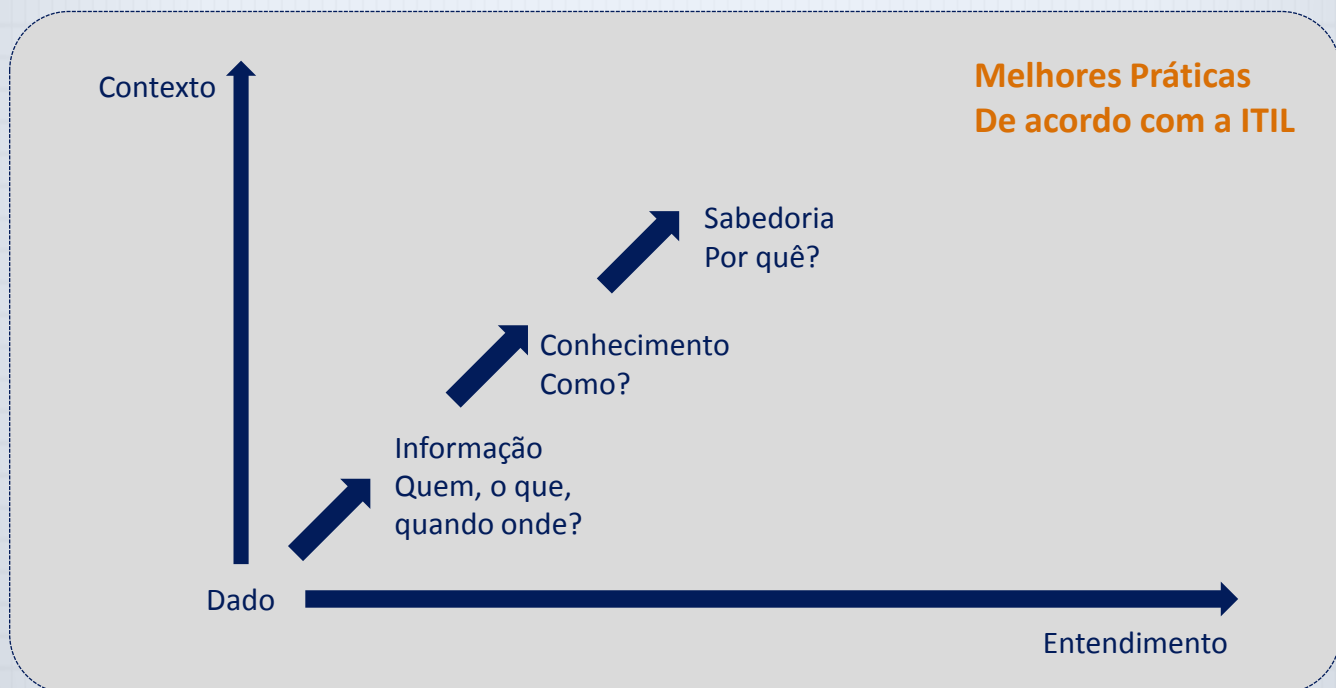 Melhores Práticas
De acordo com a ITIL
Contexto
Sabedoria
Por quê?
Conhecimento
Como?
Informação
Quem, o que,
quando onde?
Dado
Entendimento